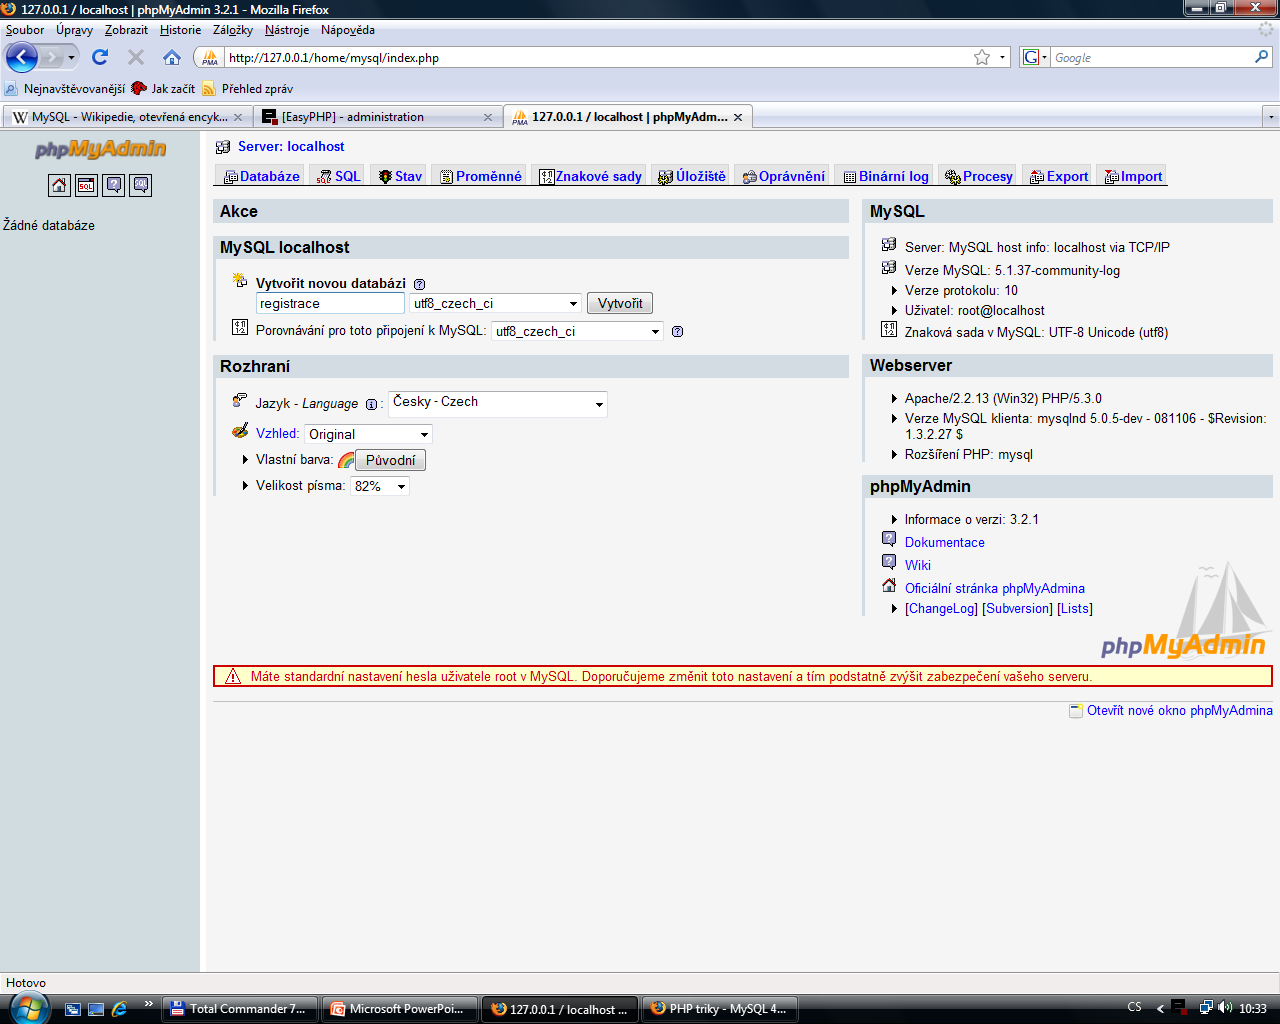 127.0.0.1 / localhost | phpMyAdmin 3.2.1 - Mozilla Firefox
Soubor Úpravy Zobrazit Historie Záložky Nástroje Nápověda
PMA http://127.0.0.1/home/mysql/index.php G Google
Nejnavštěvovanější Jak začít Přehled zpráv
W MySQL - Wikipedie, otevřená encyk... [EasyPHP] - administration PMA 127.0.0.1 / localhost | phpMyAdm...
phpMyAdmin
SQL
Žádné databáze
Server: localhost
Databáze SQL Stav Proměnné Znakové sady Úložiště Oprávnění Binární log Procesy Export Import
Akce
MySQL localhost
Vytvořit novou databázi
registrace utf8_czech_ci Vytvořit
Porovnávání pro toto připojení k MySQL: utf8_czech_ci
Rozhraní
Jazyk - Language : Česky - Czech
Vzhled: Original
Vlastní barva: Původní
Velikost písma: 82%
MySQL
Server: MySQL host info: localhost via TCP/IP
Verze MySQL: 5.1.37-community-log
Verze protokolu: 10
Uživatel: root@localhost
Znaková sada v MySQL: UTF-8 Unicode (utf8)
Webserver
Apache/2.2.13 (Win32) PHP/5.3.0
Verze MySQL klienta: mysqlnd 5.0.5-dev - 081106 - $Revision:
1.3.2.27 $
Rozšíření PHP: mysql
phpMyAdmin
Informace o verzi: 3.2.1
Dokumentace
Wiki
Oficiální stránka phpMyAdmina
[ChangeLog] [Subversion] [Lists]
phpMyAdmin
Máte standardní nastavení hesla uživatele root v MySQL. Doporučujeme změnit toto nastavení a tím podstatně zvýšit zabezpečení vašeho serveru.
Otevřít nové okno phpMyAdmina
Hotovo
Total Commander 7... Microsoft PowerPoi... 127.0.0.1 / localhost ... PHP triky - MySQL 4... CS 10:33